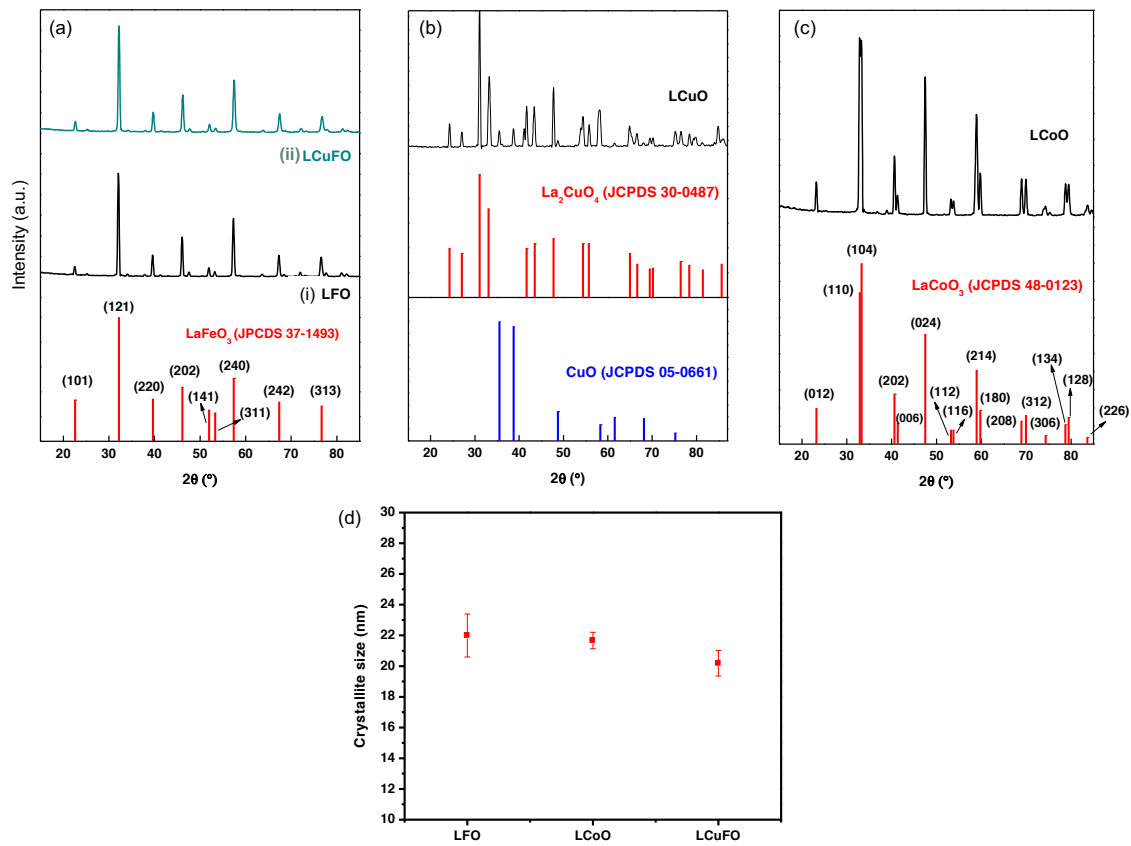 (a)
(ii) LCuFO
(i) LFO
LaFeO₃ (JPCDS 37-1493)
(101)
(121)
(220)
(202)
(141)
(311)
(240)
(242)
(313)
Intensity (a.u.)
20 30 40 50 60 70 80
2θ (°)
(b)
LCuO
La₂CuO₄ (JCPDS 30-0487)
CuO (JCPDS 05-0661)
20 30 40 50 60 70 80
2θ (°)
(c)
LCoO
LaCoO₃ (JCPDS 48-0123)
(012)
(110)
(104)
(202)
(006)
(024)
(112)
(116)
(214)
(180)
(208)
(312)
(306)
(134)
(128)
(226)
20 30 40 50 60 70 80
2θ (°)
(d)
Crystallite size (nm)
30
28
26
24
22
20
18
16
14
12
10
LFO LCoO LCuFO